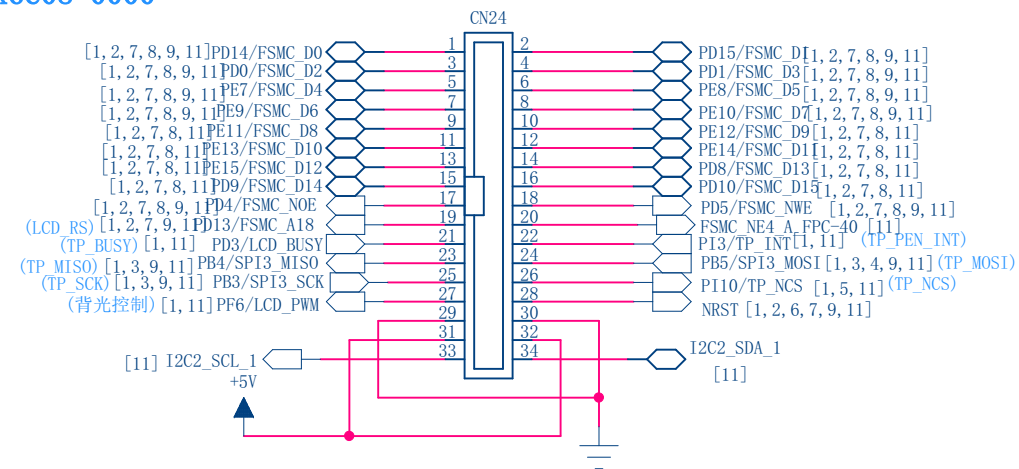 CN24
[1,2,7,8,9,11]PD14/FSMC_D0 1 2 PD15/FSMC_D1[1,2,7,8,9,11]
[1,2,7,8,9,11]PD0/FSMC_D2 3 4 PD1/FSMC_D3[1,2,7,8,9,11]
[1,2,7,8,9,11]PE7/FSMC_D4 5 6 PE8/FSMC_D5[1,2,7,8,9,11]
[1,2,7,8,9,11]PE9/FSMC_D6 7 8 PE10/FSMC_D7[1,2,7,8,9,11]
[1,2,7,8,11]PE11/FSMC_D8 9 10 PE12/FSMC_D9[1,2,7,8,11]
[1,2,7,8,11]PE13/FSMC_D10 11 12 PE14/FSMC_D11[1,2,7,8,11]
[1,2,7,8,11]PE15/FSMC_D12 13 14 PD8/FSMC_D13[1,2,7,8,11]
[1,2,7,8,11]PD9/FSMC_D14 15 16 PD10/FSMC_D15[1,2,7,8,11]
[1,2,7,8,9,11]PD4/FSMC_NOE 17 18 PD5/FSMC_NWE [1,2,7,8,9,11]
(LCD_RS)[1,2,7,9,11]PD13/FSMC_A18 19 20 FSMC_NE4_A_FPC-40 [11]
(TP_BUSY)[1,11] PD3/LCD_BUSY 21 22 PI3/TP_INT[1,11] (TP_PEN_INT)
(TP_MISO)[1,3,9,11]PB4/SPI3_MISO 23 24 PB5/SPI3_MOSI[1,3,4,9,11](TP_MOSI)
(TP_SCK)[1,3,9,11]PB3/SPI3_SCK 25 26 PI10/TP_NCS [1,5,11](TP_NCS)
(背光控制)[1,11]PF6/LCD_PWM 27 28 NRST [1,2,6,7,9,11]
29 30
31 32
[11] I2C2_SCL_1 33 34 I2C2_SDA_1
[11]
+5V